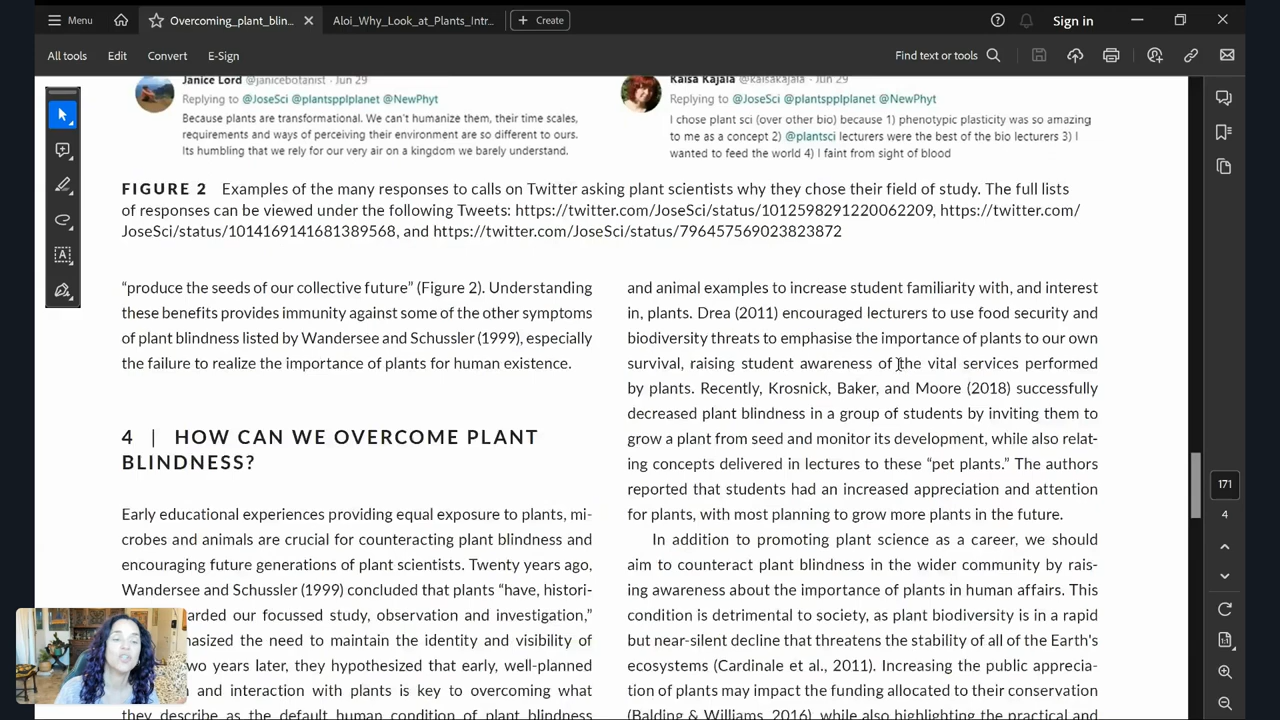 Menu
Overcoming_plant_blin...
Aloi_Why_Look_at_Plants_Intr...
Create
Sign in
All tools
Edit
Convert
E-Sign
Find text or tools
Janice Lord @janicebotanist · Jun 29
Replying to @JoseSci @plantspplplanet @NewPhyt
Because plants are transformational. We can't humanize them, their time scales,
requirements and ways of perceiving their environment are so different to ours.
Its humbling that we rely for our very air on a kingdom we barely understand.
Kaisa Kajala @kaisakajala · Jun 29
Replying to @JoseSci @plantspplplanet @NewPhyt
I chose plant sci (over other bio) because 1) phenotypic plasticity was so amazing
to me as a concept 2) @plantsci lecturers were the best of the bio lecturers 3) I
wanted to feed the world 4) I faint from sight of blood
FIGURE 2 Examples of the many responses to calls on Twitter asking plant scientists why they chose their field of study. The full lists
of responses can be viewed under the following Tweets: https://twitter.com/JoseSci/status/1012598291220062209, https://twitter.com/
JoseSci/status/1014169141681389568, and https://twitter.com/JoseSci/status/796457569023823872
“produce the seeds of our collective future” (Figure 2). Understanding
these benefits provides immunity against some of the other symptoms
of plant blindness listed by Wandersee and Schussler (1999), especially
the failure to realize the importance of plants for human existence.
4 | HOW CAN WE OVERCOME PLANT
BLINDNESS?
Early educational experiences providing equal exposure to plants, mi-
crobes and animals are crucial for counteracting plant blindness and
encouraging future generations of plant scientists. Twenty years ago,
Wandersee and Schussler (1999) concluded that plants “have, histori-
arded our focussed study, observation and investigation,”
hasized the need to maintain the identity and visibility of
wo years later, they hypothesized that early, well-planned
and interaction with plants is key to overcoming what
they describe as the default human condition of plant blindness
and animal examples to increase student familiarity with, and interest
in, plants. Drea (2011) encouraged lecturers to use food security and
biodiversity threats to emphasise the importance of plants to our own
survival, raising student awareness of the vital services performed
by plants. Recently, Krosnick, Baker, and Moore (2018) successfully
decreased plant blindness in a group of students by inviting them to
grow a plant from seed and monitor its development, while also relat-
ing concepts delivered in lectures to these “pet plants.” The authors
reported that students had an increased appreciation and attention
for plants, with most planning to grow more plants in the future.
In addition to promoting plant science as a career, we should
aim to counteract plant blindness in the wider community by rais-
ing awareness about the importance of plants in human affairs. This
condition is detrimental to society, as plant biodiversity is in a rapid
but near-silent decline that threatens the stability of all of the Earth's
ecosystems (Cardinale et al., 2011). Increasing the public apprecia-
tion of plants may impact the funding allocated to their conservation
(Balding & Williams, 2016), while also highlighting the practical and
171
4